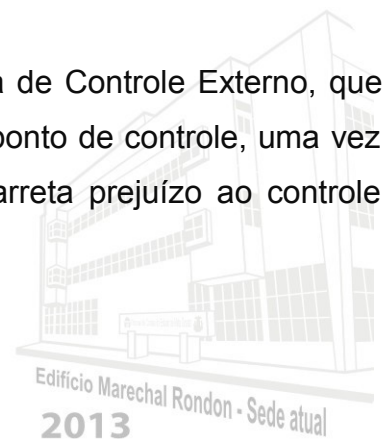 a de Controle Externo, que
ponto de controle, uma vez
arreta prejuízo ao controle
Edifício Marechal Rondon - Sede atual
2013